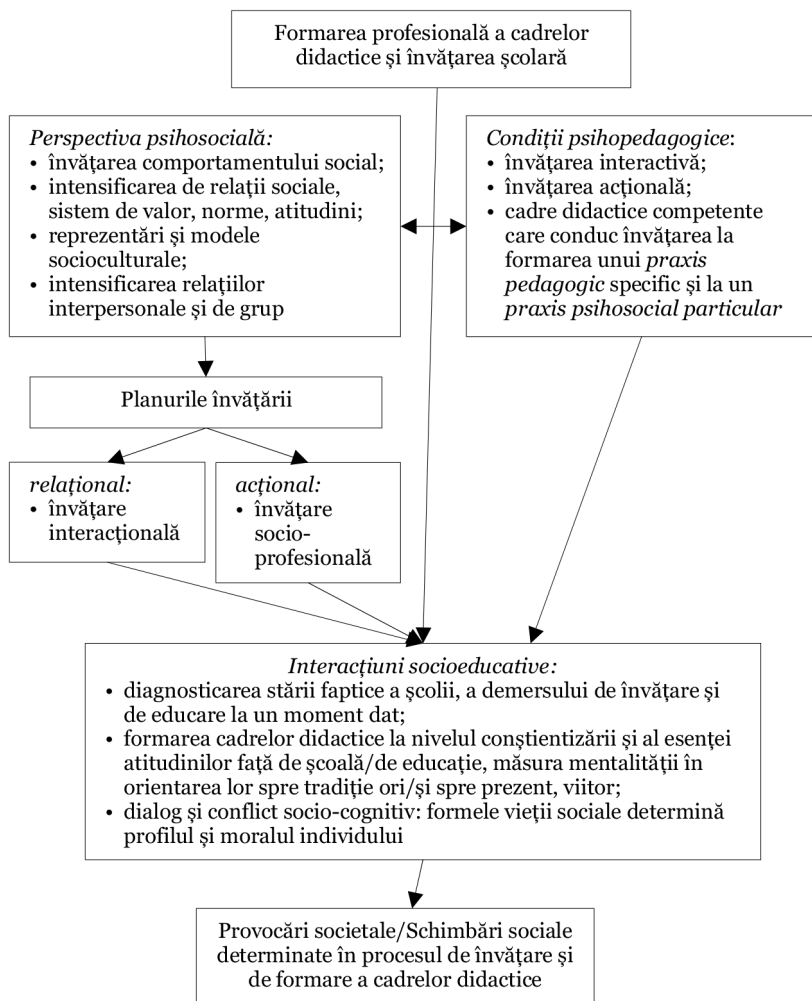 Formarea profesională a cadrelor
didactice și învățarea școlară
Perspectiva psihosocială:
• învățarea comportamentului social;
• intensificarea de relații sociale,
sistem de valor, norme, atitudini;
• reprezentări și modele
socioculturale;
• intensificarea relațiilor
interpersonale și de grup
Condiții psihopedagogice:
• învățarea interactivă;
• învățarea acțională;
• cadre didactice competente
care conduc învățarea la
formarea unui praxis
pedagogic specific și la un
praxis psihosocial particular
Planurile învățării
relațional:
• învățare
interacțională
acțional:
• învățare
socio-
profesională
Interacțiuni socioeducative:
• diagnosticarea stării faptice a școlii, a demersului de învățare și
de educare la un moment dat;
• formarea cadrelor didactice la nivelul conștientizării și al esenței
atitudinilor față de școală/de educație, măsura mentalității în
orientarea lor spre tradiție ori/și spre prezent, viitor;
• dialog și conflict socio-cognitiv: formele vieții sociale determină
profilul și moralul individului
Provocări societale/Schimbări sociale
determinate în procesul de învățare și
de formare a cadrelor didactice